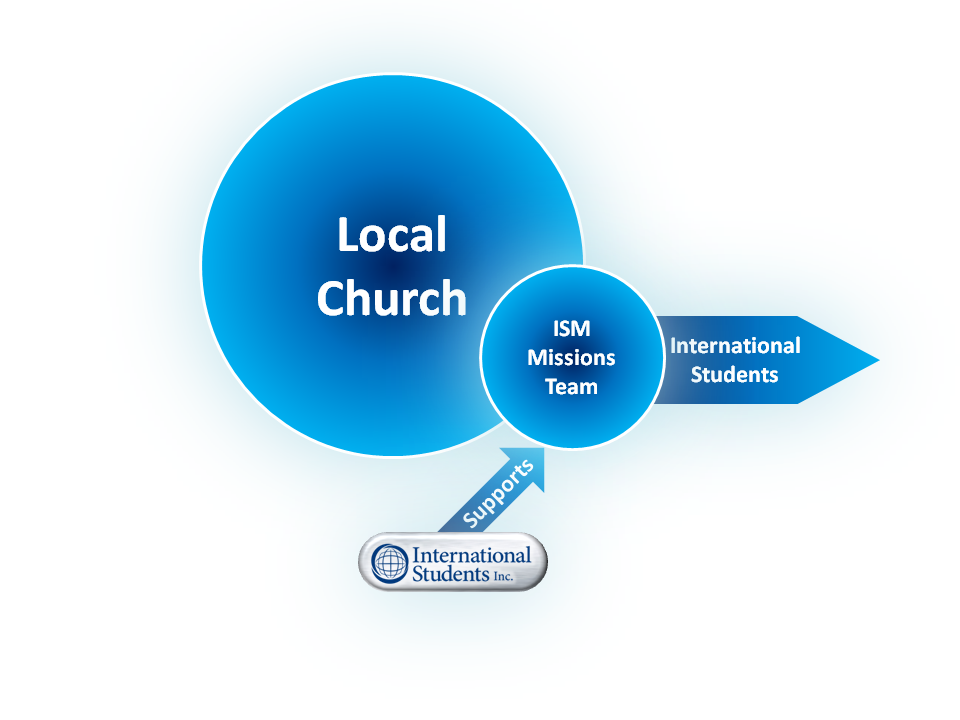 Local
Church
ISM
Missions
Team
International
Students
Supports
International
Students Inc.